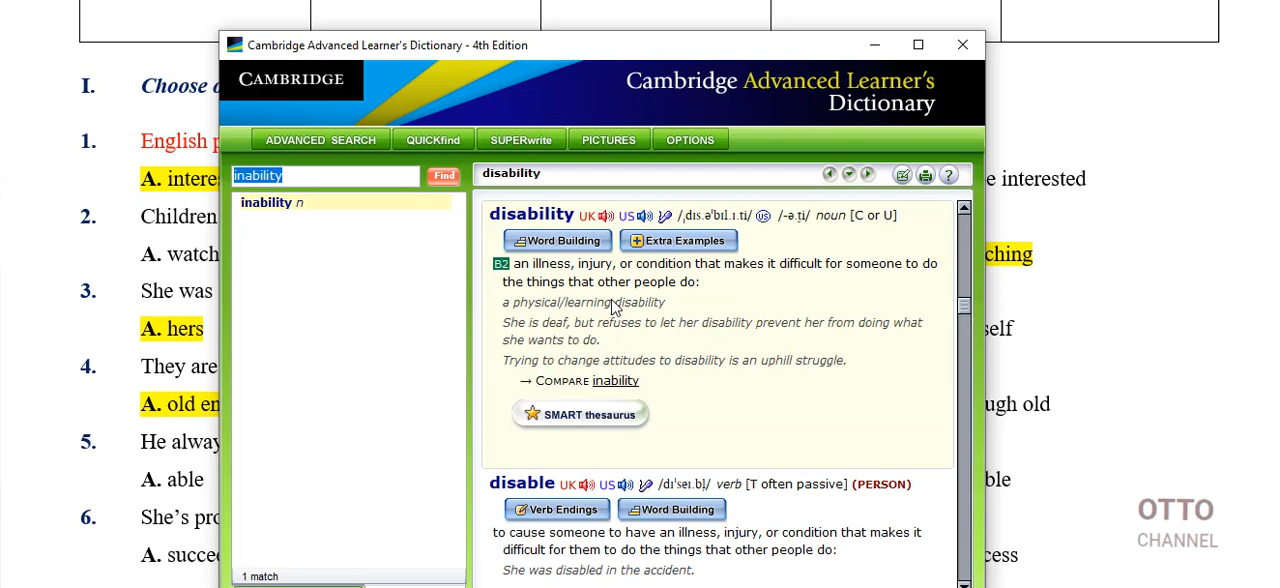 Cambridge Advanced Learner's Dictionary - 4th Edition
CAMBRIDGE
Cambridge Advanced Learner's
Dictionary
ADVANCED SEARCH QUICKfind SUPERwrite PICTURES OPTIONS
inability Find
inability n
1 match
disability
disability UK US /ˌdɪs.əˈbɪl.ɪ.ti/ US /-ə.t̬i/ noun [C or U]
Word Building Extra Examples
B2 an illness, injury, or condition that makes it difficult for someone to do
the things that other people do:
a physical/learning disability
She is deaf, but refuses to let her disability prevent her from doing what
she wants to do.
Trying to change attitudes to disability is an uphill struggle.
→ COMPARE inability
SMART thesaurus
disable UK US /dɪˈseɪ.bl̩/ verb [T often passive] (PERSON)
Verb Endings Word Building
to cause someone to have an illness, injury, or condition that makes it
difficult for them to do the things that other people do:
She was disabled in the accident.
I. Choose
1. English
A. e interested
2. Children
A. watch ching
3. She was
A. hers self
4. They are
A. old ugh old
5. He
A. able ble
6. She's
A. cess
OTTO
CHANNEL